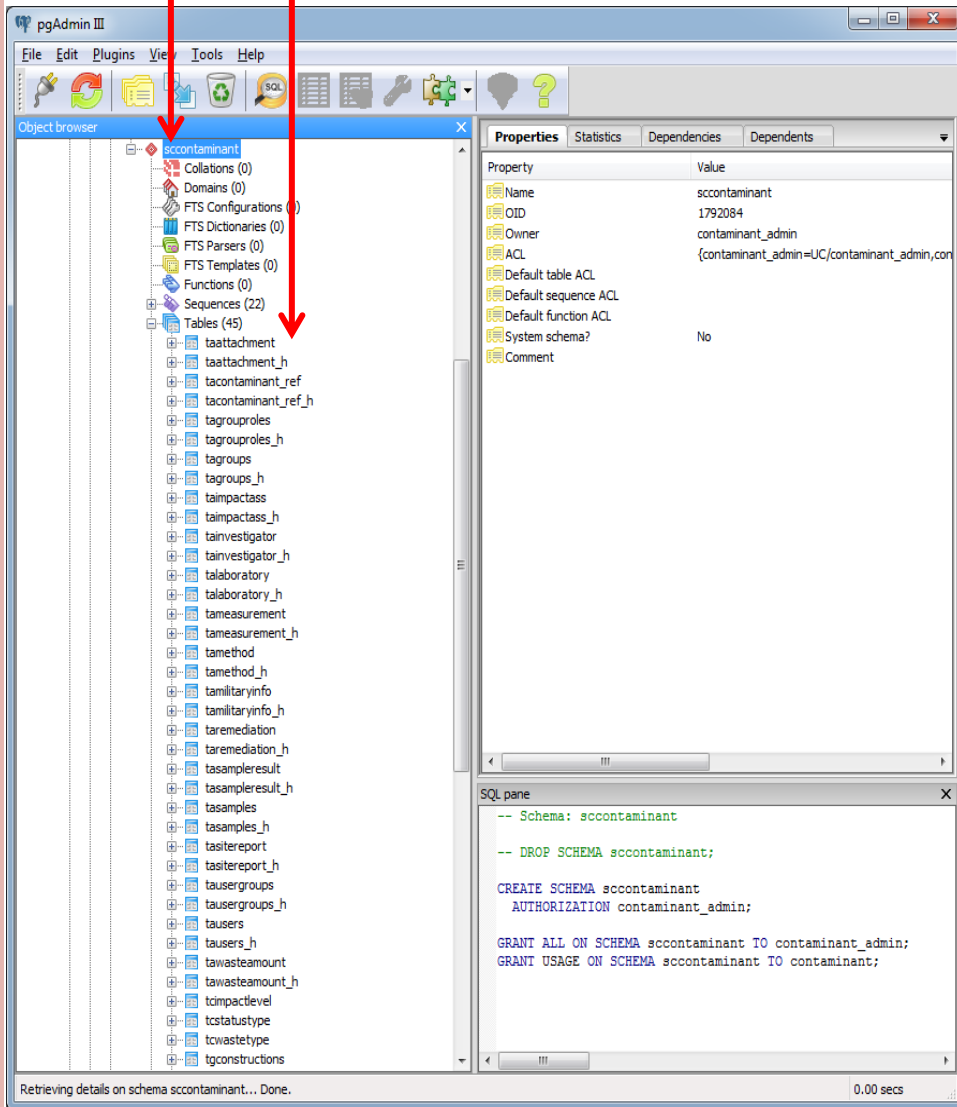 pgAdmin III
File Edit Plugins View Tools Help
SQL
Object browser
sccontaminant
Collations (0)
Domains (0)
FTS Configurations (0)
FTS Dictionaries (0)
FTS Parsers (0)
FTS Templates (0)
Functions (0)
Sequences (22)
Tables (45)
taattachment
taattachment_h
tacontaminant_ref
tacontaminant_ref_h
tagrouproles
tagrouproles_h
tagroups
tagroups_h
taimpactass
taimpactass_h
tainvestigator
tainvestigator_h
talaboratory
talaboratory_h
tameasurement
tameasurement_h
tamethod
tamethod_h
tamilitaryinfo
tamilitaryinfo_h
taremediation
taremediation_h
tasampleresult
tasampleresult_h
tasamples
tasamples_h
tasitereport
tasitereport_h
tausergroups
tausergroups_h
tausers
tausers_h
tawasteamount
tawasteamount_h
tcimpactlevel
tcstatustype
tcwastetype
tgconstructions
Properties Statistics Dependencies Dependents
Property Value
Name sccontaminant
OID 1792084
Owner contaminant_admin
ACL {contaminant_admin=UC/contaminant_admin,con
Default table ACL
Default sequence ACL
Default function ACL
System schema? No
Comment
SQL pane
-- Schema: sccontaminant
-- DROP SCHEMA sccontaminant;
CREATE SCHEMA sccontaminant
AUTHORIZATION contaminant_admin;
GRANT ALL ON SCHEMA sccontaminant TO contaminant_admin;
GRANT USAGE ON SCHEMA sccontaminant TO contaminant;
Retrieving details on schema sccontaminant... Done. 0.00 secs